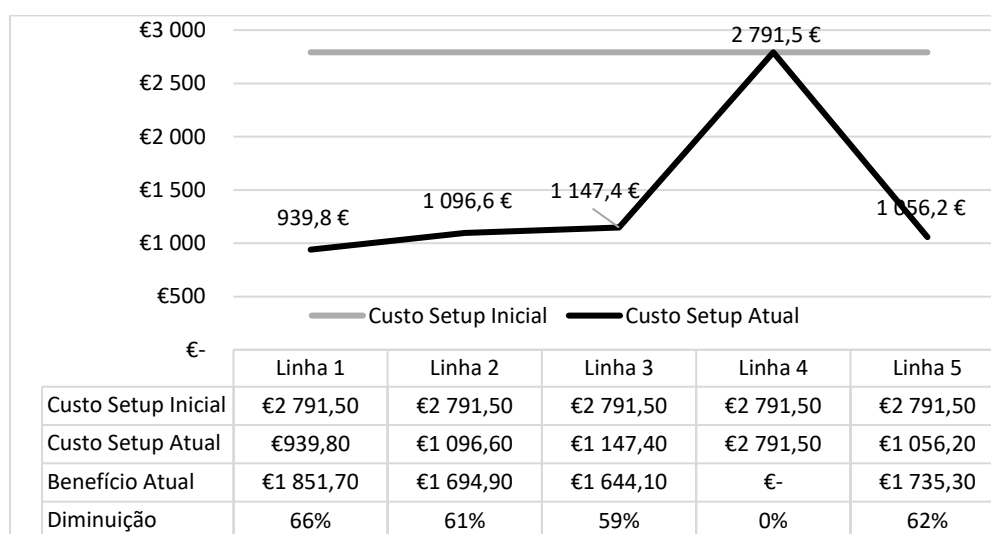 €3 000
2 791,5 €
€2 500
€2 000
€1 500
939,8 €
1 096,6 €
1 147,4 €
1 056,2 €
€1 000
€500
Custo Setup Inicial Custo Setup Atual
€-
Linha 1 Linha 2 Linha 3 Linha 4 Linha 5
Custo Setup Inicial €2 791,50 €2 791,50 €2 791,50 €2 791,50 €2 791,50
Custo Setup Atual €939,80 €1 096,60 €1 147,40 €2 791,50 €1 056,20
Benefício Atual €1 851,70 €1 694,90 €1 644,10 €- €1 735,30
Diminuição 66% 61% 59% 0% 62%